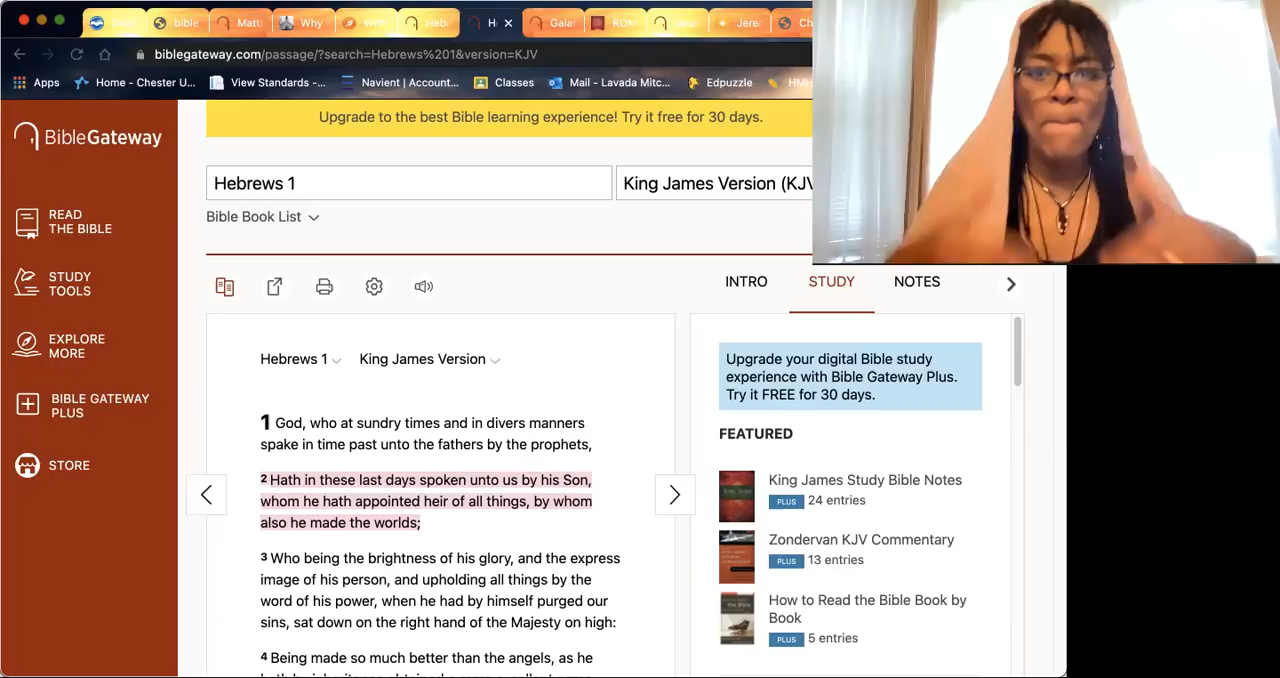 bible
Matt
Why
Gala
Jere
biblegateway.com/passage/?search=Hebrews%201&version=KJV
Apps
Home - Chester U...
View Standards -...
Navient | Account...
Classes
Mail - Lavada Mitc...
Edpuzzle
HMH
BibleGateway
READ
THE BIBLE
STUDY
TOOLS
EXPLORE
MORE
BIBLE GATEWAY
PLUS
STORE
Upgrade to the best Bible learning experience! Try it free for 30 days.
Hebrews 1
King James Version (KJV
Bible Book List
INTRO
STUDY
NOTES
Hebrews 1
King James Version
1 God, who at sundry times and in divers manners
spake in time past unto the fathers by the prophets,
2 Hath in these last days spoken unto us by his Son,
whom he hath appointed heir of all things, by whom
also he made the worlds;
3 Who being the brightness of his glory, and the express
image of his person, and upholding all things by the
word of his power, when he had by himself purged our
sins, sat down on the right hand of the Majesty on high:
4 Being made so much better than the angels, as he
Upgrade your digital Bible study
experience with Bible Gateway Plus.
Try it FREE for 30 days.
FEATURED
King James Study Bible Notes
PLUS 24 entries
Zondervan KJV Commentary
PLUS 13 entries
How to Read the Bible Book by
Book
PLUS 5 entries